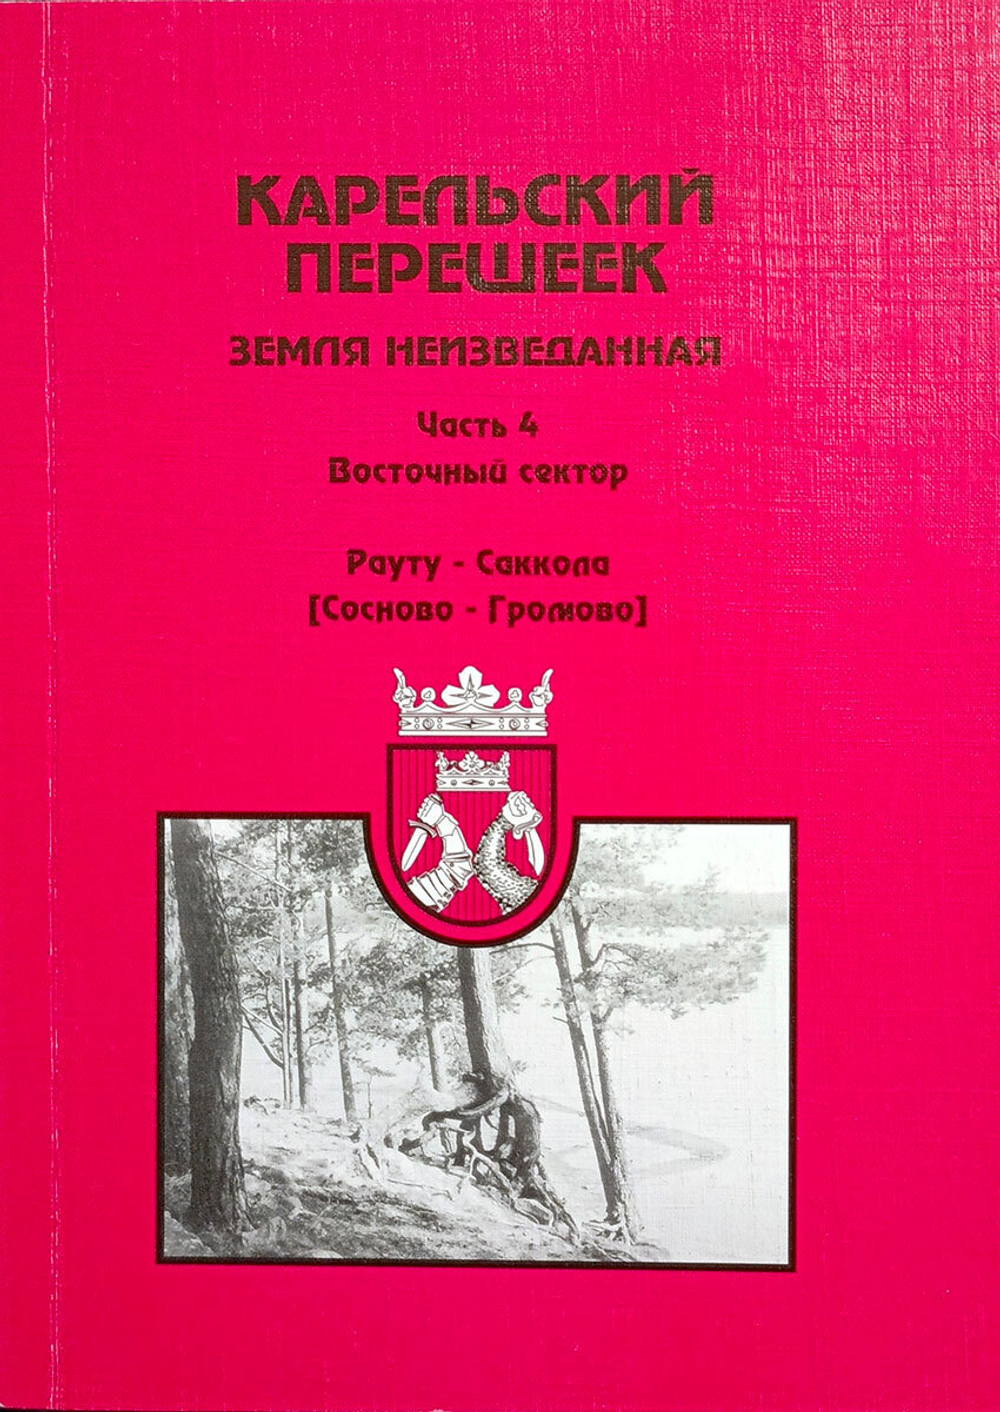 КАРЕЛЬСКИЙ
ПЕРЕШЕЕК
ЗЕМЛЯ НЕИЗВЕДАННАЯ
Часть 4
Восточный сектор
Рауту - Саккола
[Сосново - Громово]